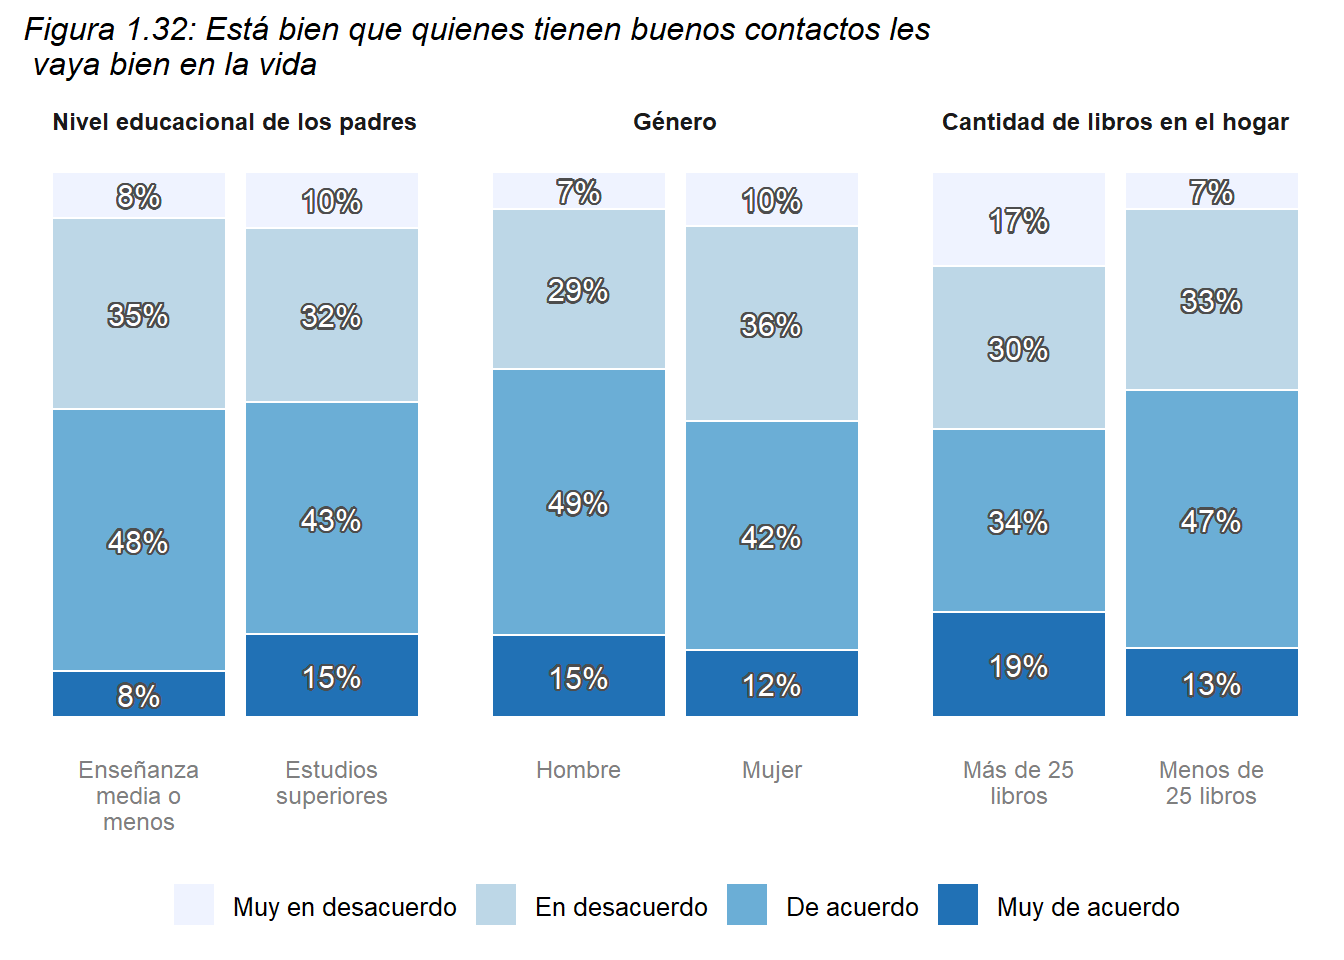 Figura 1.32: Está bien que quienes tienen buenos contactos les
vaya bien en la vida
Nivel educacional de los padres
8%
10%
35%
32%
48%
43%
8%
15%
Enseñanza
media o
menos
Estudios
superiores
Género
7%
10%
29%
36%
49%
42%
15%
12%
Hombre
Mujer
Cantidad de libros en el hogar
17%
7%
30%
33%
34%
47%
19%
13%
Más de 25
libros
Menos de
25 libros
Muy en desacuerdo
En desacuerdo
De acuerdo
Muy de acuerdo